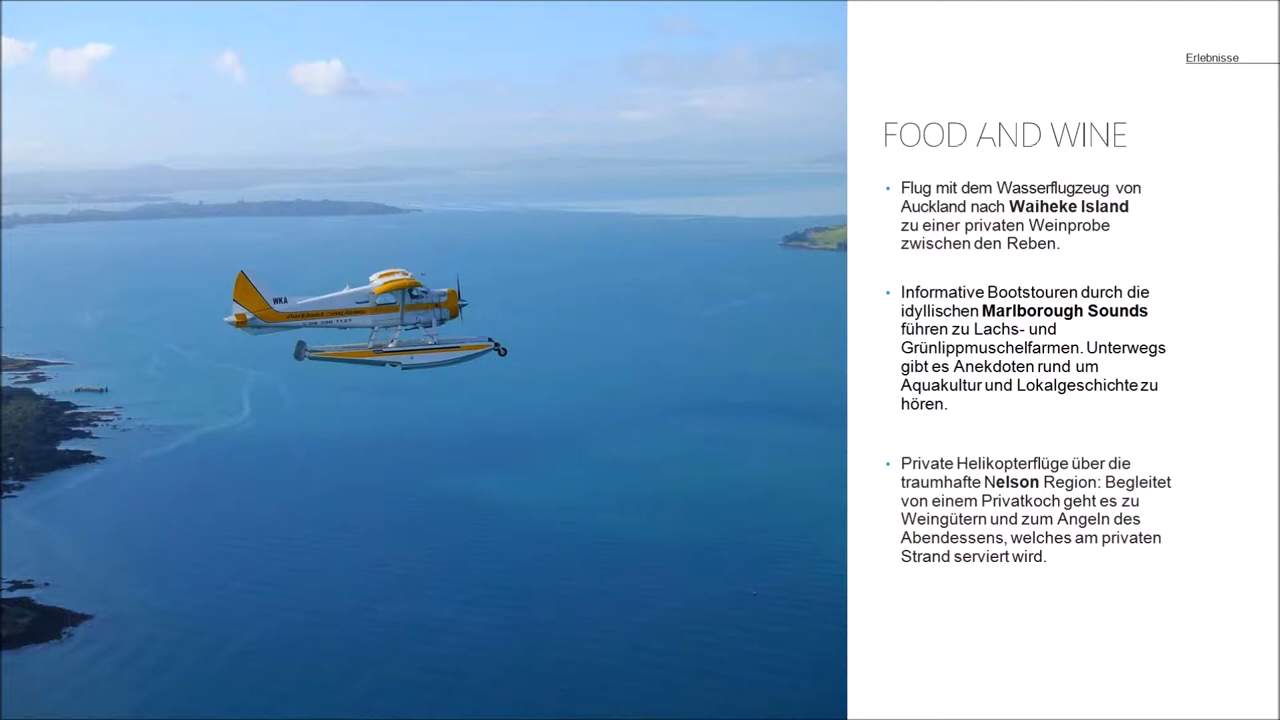 Erlebnisse
FOOD AND WINE
• Flug mit dem Wasserflugzeug von
Auckland nach Waiheke Island
zu einer privaten Weinprobe
zwischen den Reben.
• Informative Bootstouren durch die
idyllischen Marlborough Sounds
führen zu Lachs- und
Grünlippmuschelfarmen. Unterwegs
gibt es Anekdoten rund um
Aquakultur und Lokalgeschichte zu
hören.
• Private Helikopterflüge über die
traumhafte Nelson Region: Begleitet
von einem Privatkoch geht es zu
Weingütern und zum Angeln des
Abendessens, welches am privaten
Strand serviert wird.
WKA